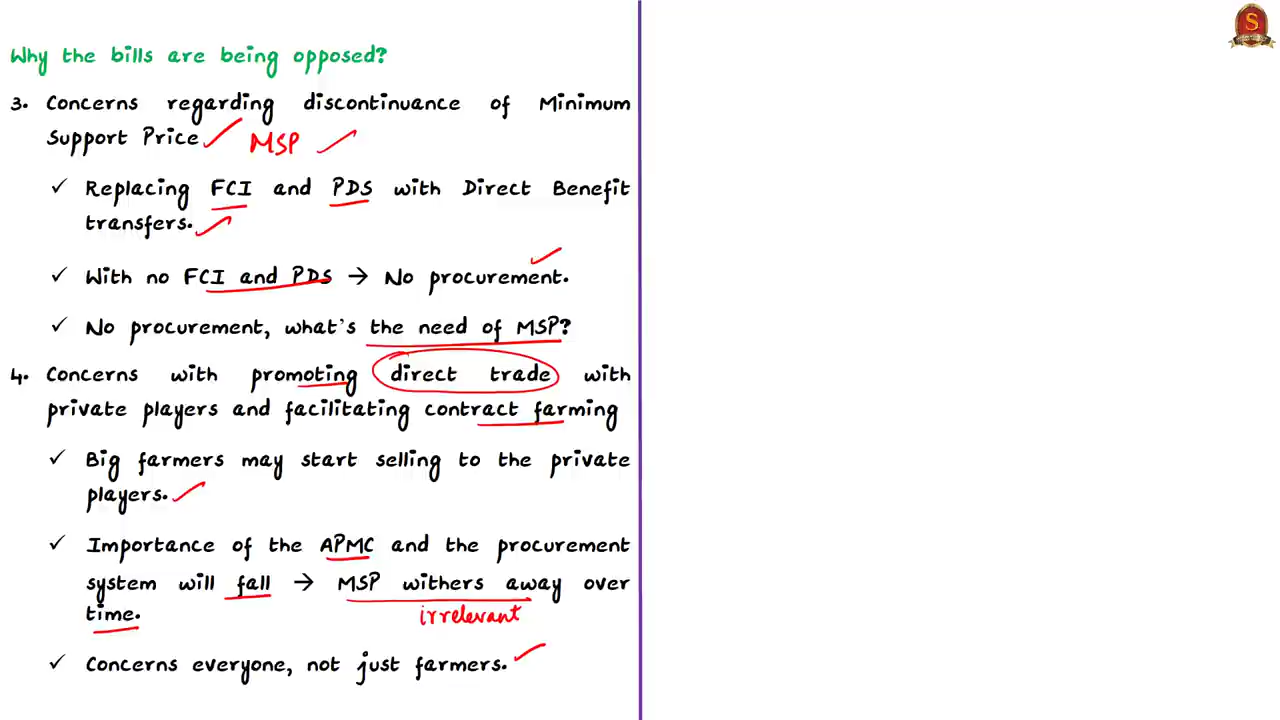 Why the bills are being opposed?
3. Concerns regarding discontinuance of Minimum
Support Price MSP
✓ Replacing FCI and PDS with Direct Benefit
transfers.
✓ With no FCI and PDS → No procurement.
✓ No procurement, what's the need of MSP?
4. Concerns with promoting direct trade with
private players and facilitating contract farming
✓ Big farmers may start selling to the private
players.
✓ Importance of the APMC and the procurement
system will fall → MSP withers away over
time. irrelevant
✓ Concerns everyone, not just farmers.
S